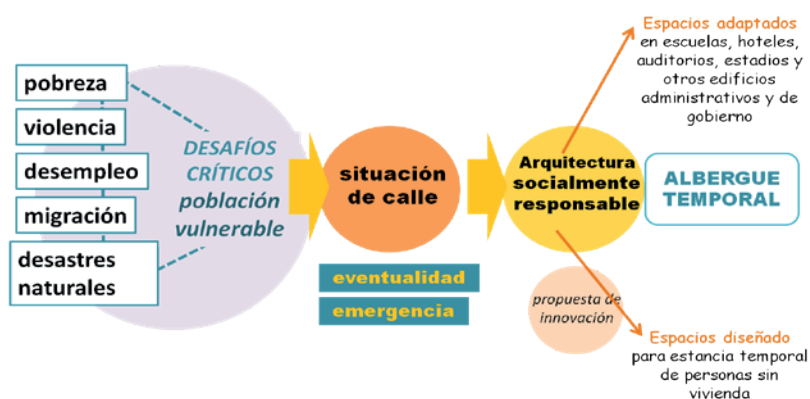 pobreza
violencia
desempleo
migración
desastres
naturales
DESAFÍOS
CRÍTICOS
población
vulnerable
situación
de calle
eventualidad
emergencia
Arquitectura
socialmente
responsable
propuesta de
innovación
ALBERGUE
TEMPORAL
Espacios adaptados
en escuelas, hoteles,
auditorios, estadios y
otros edificios
administrativos y de
gobierno
Espacios diseñado
para estancia temporal
de personas sin
vivienda